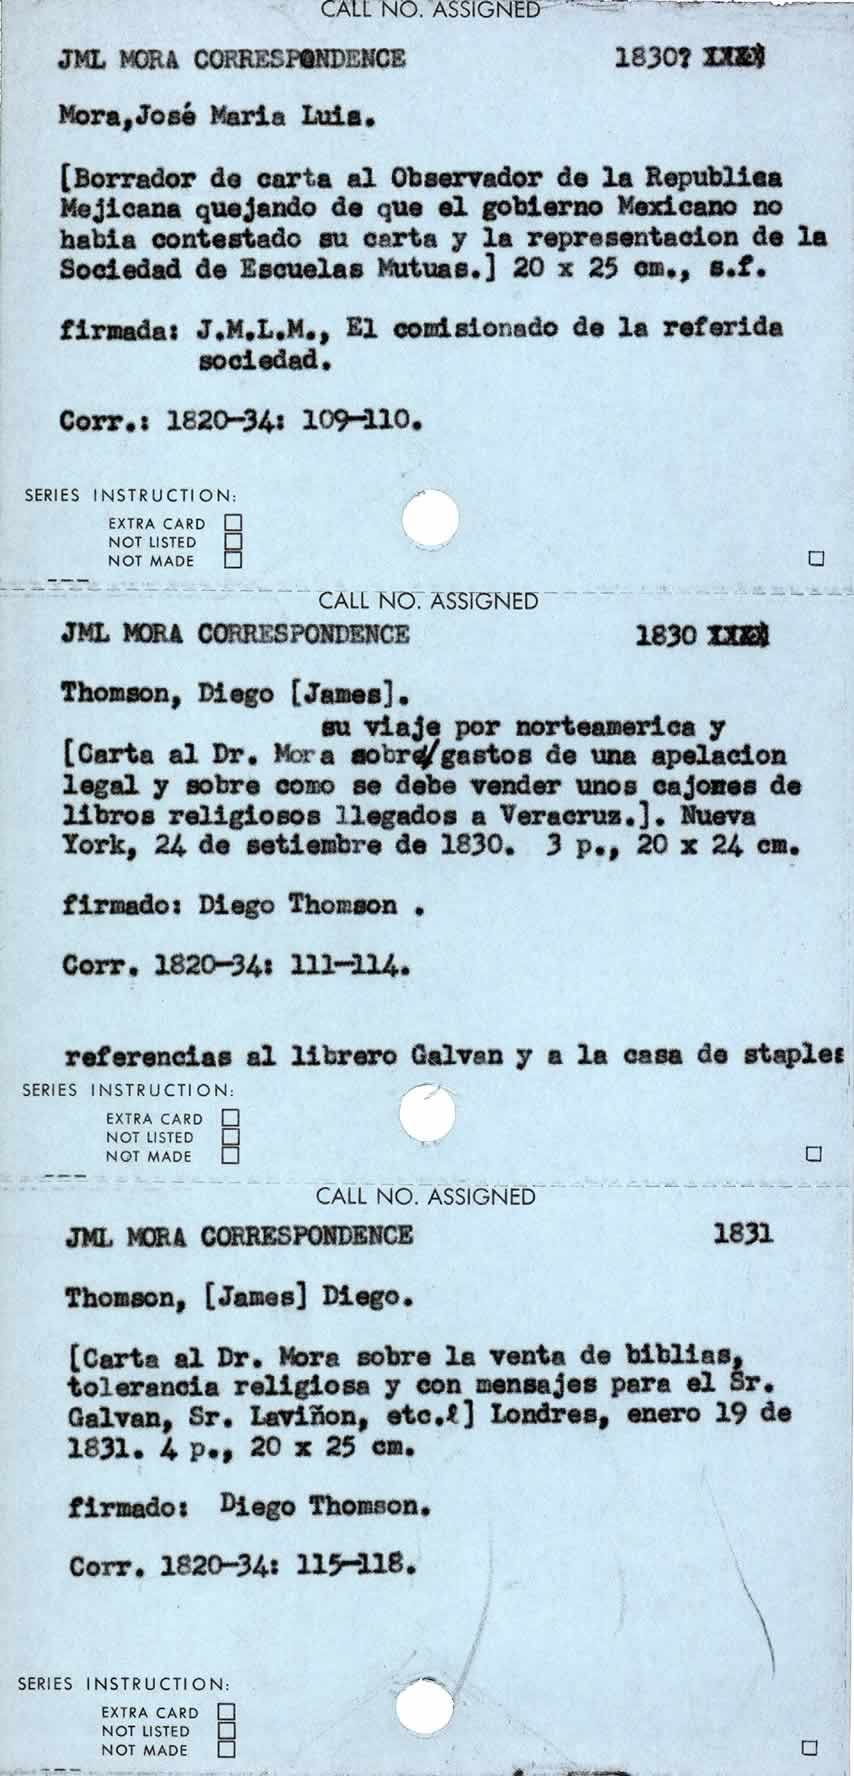 CALL NO. ASSIGNED
JML MORA CORRESPONDENCE 1830?
Mora,José Maria Luis.
[Borrador de carta al Observador de la Republica
Mejicana quejando de que el gobierno Mexicano no
habia contestado su carta y la representacion de la
Sociedad de Escuelas Mutuas.] 20 x 25 cm., s.f.
firmada: J.M.L.M., El comisionado de la referida
sociedad.
Corr.: 1820-34: 109-110.
SERIES INSTRUCTION:
EXTRA CARD
NOT LISTED
NOT MADE
CALL NO. ASSIGNED
JML MORA CORRESPONDENCE 1830
Thomson, Diego [James].
su viaje por norteamerica y
[Carta al Dr. Mora sobre/gastos de una apelacion
legal y sobre como se debe vender unos cajones de
libros religiosos llegados a Veracruz.]. Nueva
York, 24 de setiembre de 1830. 3 p., 20 x 24 cm.
firmado: Diego Thomson .
Corr. 1820-34: 111-114.
referencias al librero Galvan y a la casa de staples
SERIES INSTRUCTION:
EXTRA CARD
NOT LISTED
NOT MADE
CALL NO. ASSIGNED
JML MORA CORRESPONDENCE 1831
Thomson, [James] Diego.
[Carta al Dr. Mora sobre la venta de biblias,
tolerancia religiosa y con mensajes para el Sr.
Galvan, Sr. Laviñon, etc.] Londres, enero 19 de
1831. 4 p., 20 x 25 cm.
firmado: Diego Thomson.
Corr. 1820-34: 115-118.
SERIES INSTRUCTION:
EXTRA CARD
NOT LISTED
NOT MADE